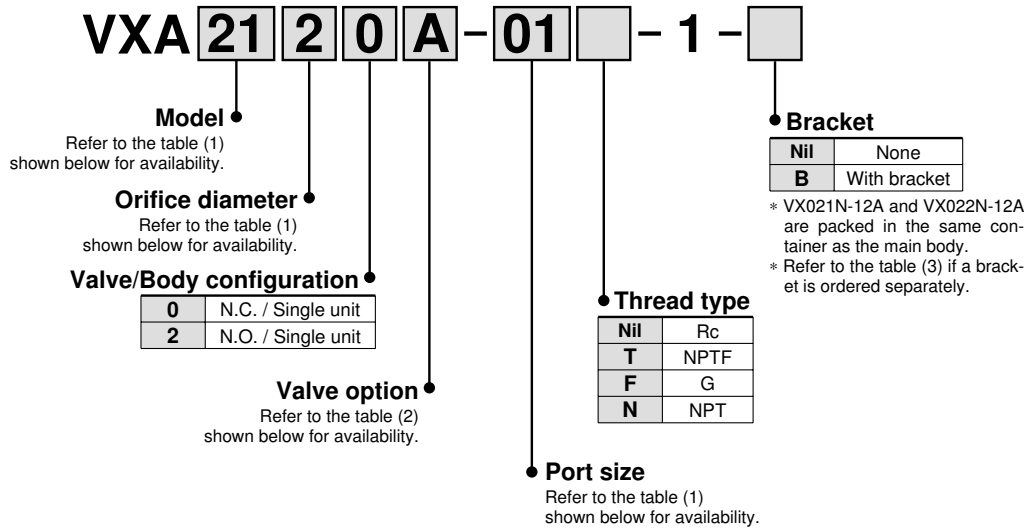 VXA 21 2 0 A – 01 – 1 –
Model
Refer to the table (1)
shown below for availability.
Orifice diameter
Refer to the table (1)
shown below for availability.
Valve/Body configuration
0 N.C. / Single unit
2 N.O. / Single unit
Valve option
Refer to the table (2)
shown below for availability.
Port size
Refer to the table (1)
shown below for availability.
Thread type
Nil Rc
T NPTF
F G
N NPT
Bracket
Nil None
B With bracket
* VX021N-12A and VX022N-12A
are packed in the same con-
tainer as the main body.
* Refer to the table (3) if a brack-
et is ordered separately.